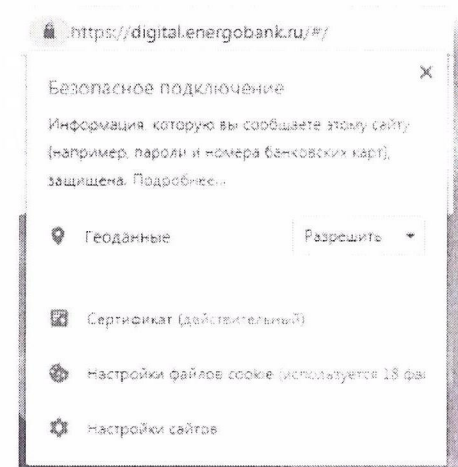 https://digital.energobank.ru/#/
Безопасное подключение
Информация, которую вы сообщаете этому сайту
(например, пароли и номера банковских карт),
защищена. Подробнее...
Геоданные Разрешить
Сертификат (действительный)
Настройки файлов cookie (используется 18 фай
Настройки сайтов